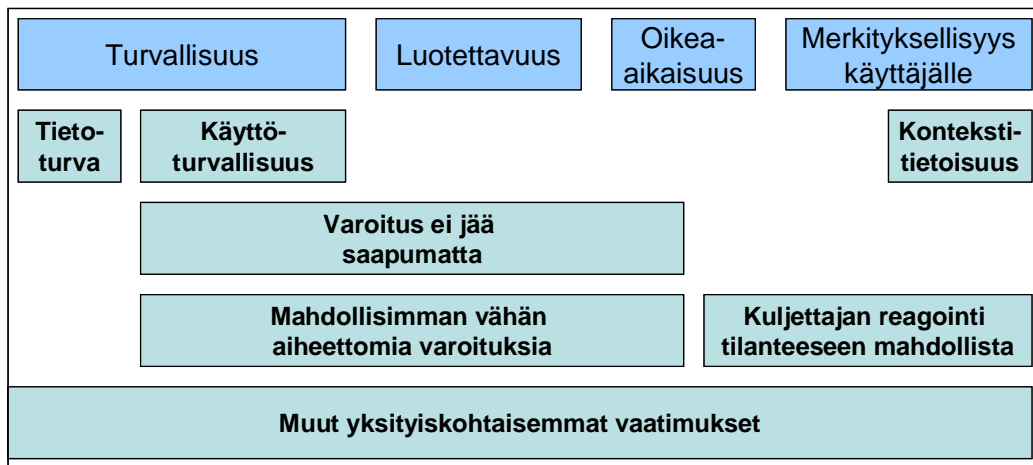 Turvallisuus
Luotettavuus
Oikea-
aikaisuus
Merkityksellisyys
käyttäjälle
Tieto-
turva
Käyttö-
turvallisuus
Konteksti-
tietoisuus
Varoitus ei jää
saapumatta
Mahdollisimman vähän
aiheettomia varoituksia
Kuljettajan reagointi
tilanteeseen mahdollista
Muut yksityiskohtaisemmat vaatimukset